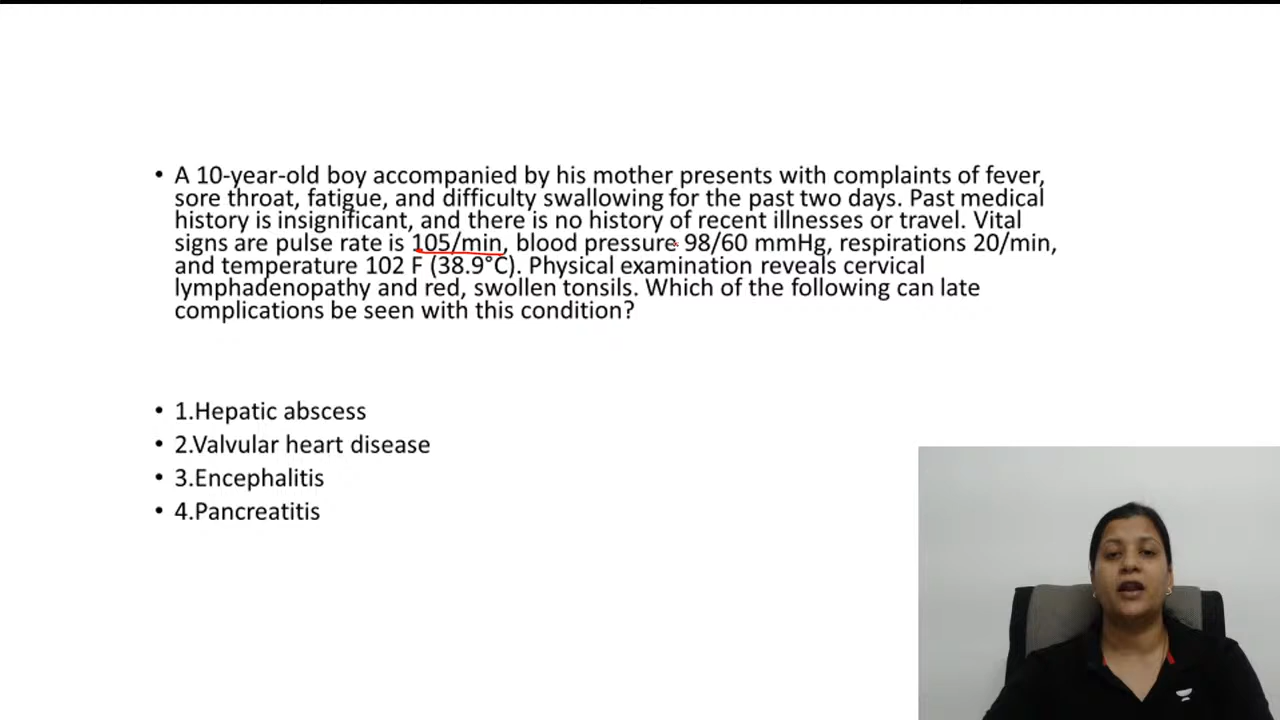 • A 10-year-old boy accompanied by his mother presents with complaints of fever,
sore throat, fatigue, and difficulty swallowing for the past two days. Past medical
history is insignificant, and there is no history of recent illnesses or travel. Vital
signs are pulse rate is 105/min, blood pressure 98/60 mmHg, respirations 20/min,
and temperature 102 F (38.9°C). Physical examination reveals cervical
lymphadenopathy and red, swollen tonsils. Which of the following can late
complications be seen with this condition?
• 1.Hepatic abscess
• 2.Valvular heart disease
• 3.Encephalitis
• 4.Pancreatitis